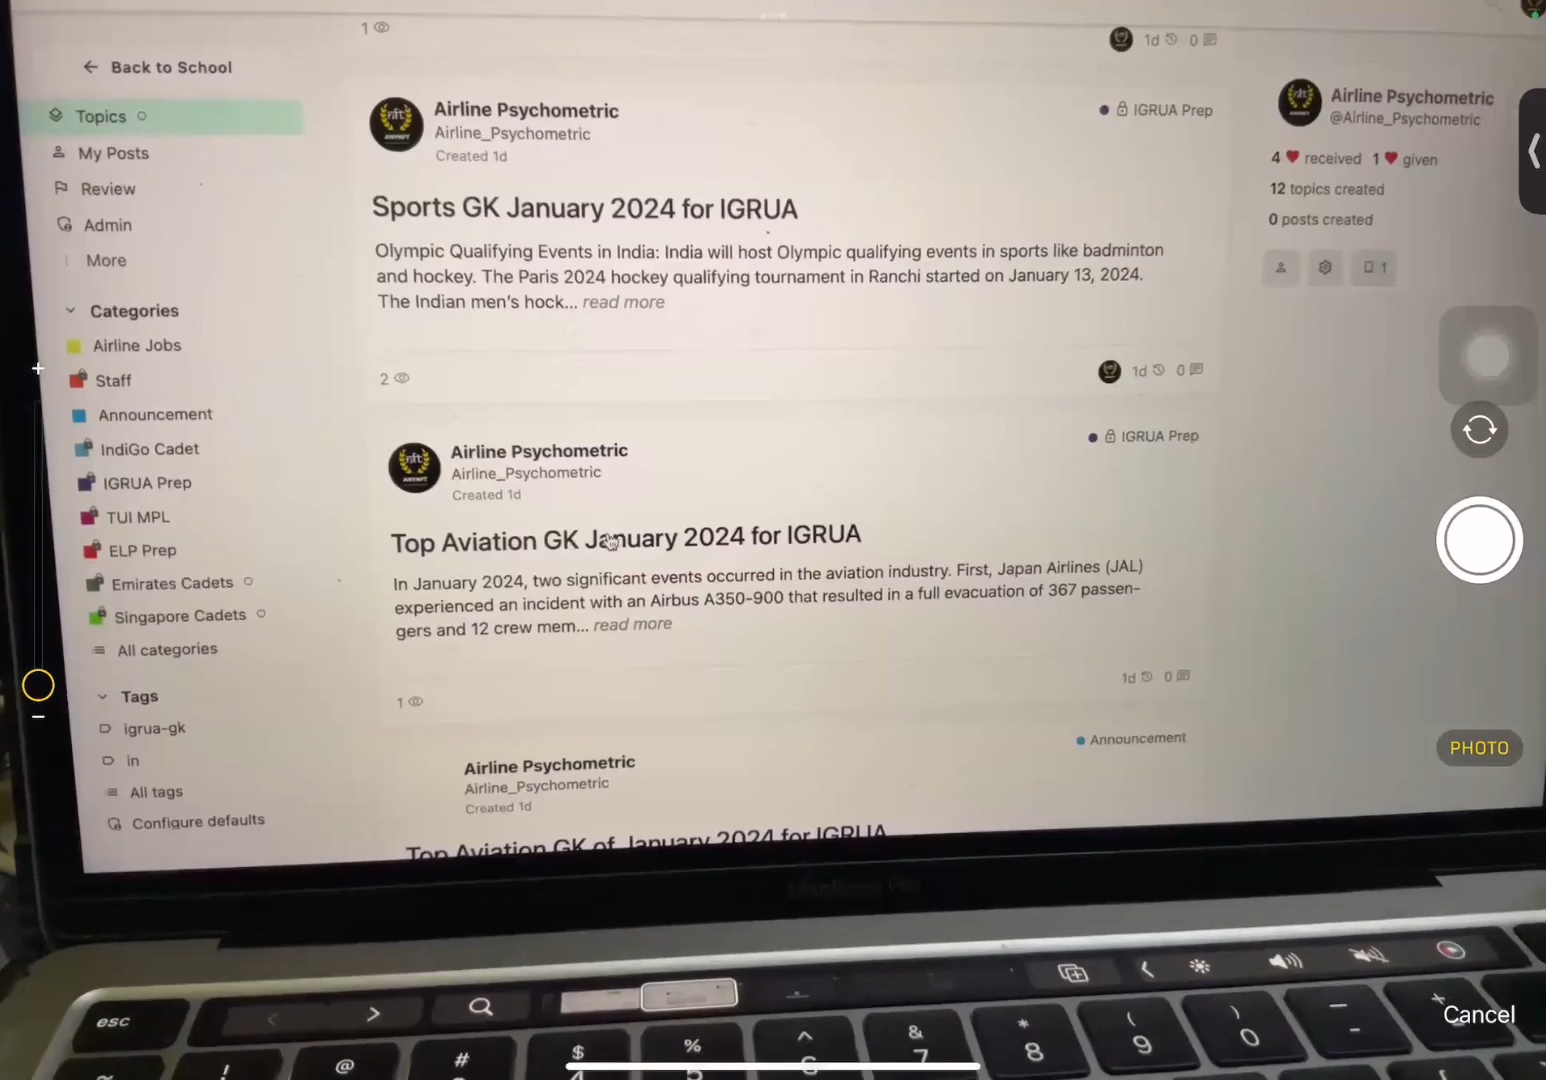 1
1d 0
← Back to School
Topics
My Posts
Review
Admin
More
Categories
Airline Jobs
Staff
Announcement
IndiGo Cadet
IGRUA Prep
TUI MPL
ELP Prep
Emirates Cadets
Singapore Cadets
All categories
Tags
igrua-gk
in
All tags
Configure defaults
Airline Psychometric
Airline_Psychometric
Created 1d
IGRUA Prep
Sports GK January 2024 for IGRUA
Olympic Qualifying Events in India: India will host Olympic qualifying events in sports like badminton
and hockey. The Paris 2024 hockey qualifying tournament in Ranchi started on January 13, 2024.
The Indian men's hock... read more
2
1d 0
Airline Psychometric
Airline_Psychometric
Created 1d
IGRUA Prep
Top Aviation GK January 2024 for IGRUA
In January 2024, two significant events occurred in the aviation industry. First, Japan Airlines (JAL)
experienced an incident with an Airbus A350-900 that resulted in a full evacuation of 367 passen-
gers and 12 crew mem... read more
1
1d 0
Airline Psychometric
Airline_Psychometric
Created 1d
Announcement
Top Aviation GK of January 2024 for IGRUA
Airline Psychometric
@Airline_Psychometric
4 received 1 given
12 topics created
0 posts created
1
PHOTO
Cancel
esc
! @ # $ % ^ & * ( ) – +
7 8 9 0 -